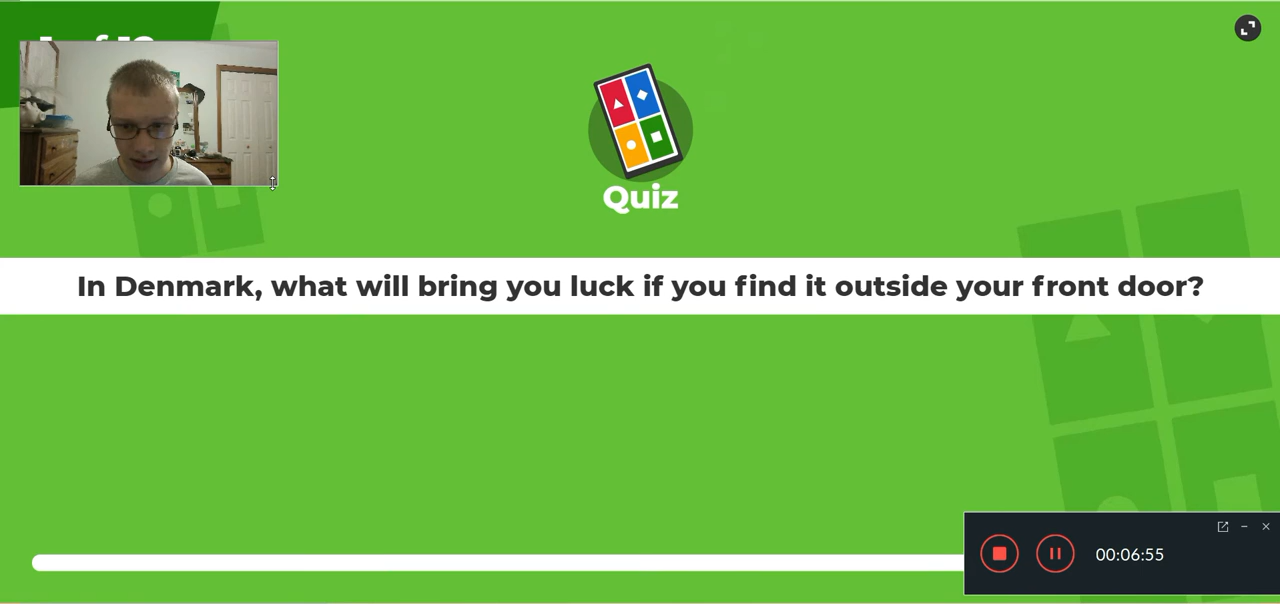 Quiz
In Denmark, what will bring you luck if you find it outside your front door?
00:06:55